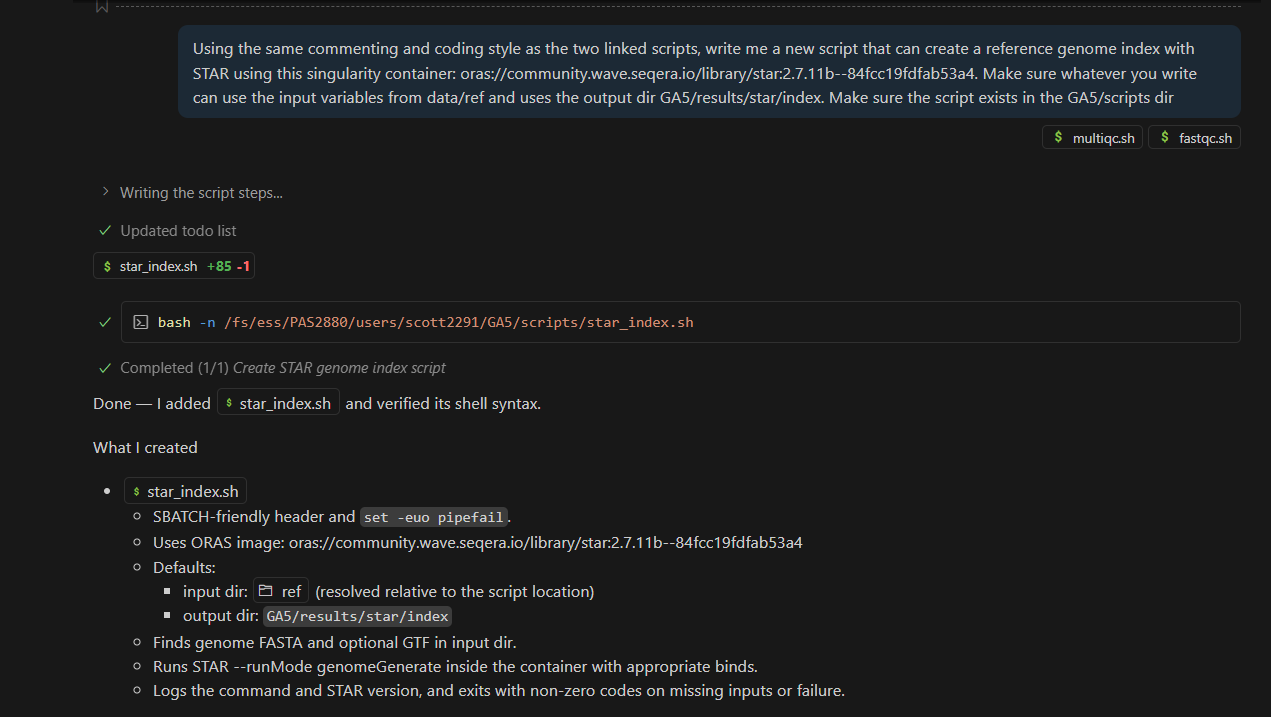 Using the same commenting and coding style as the two linked scripts, write me a new script that can create a reference genome index with
STAR using this singularity container: oras://community.wave.seqera.io/library/star:2.7.11b--84fcc19fdfab53a4. Make sure whatever you write
can use the input variables from data/ref and uses the output dir GA5/results/star/index. Make sure the script exists in the GA5/scripts dir
$ multiqc.sh $ fastqc.sh
Writing the script steps...
Updated todo list
$ star_index.sh +85 -1
bash -n /fs/ess/PAS2880/users/scott2291/GA5/scripts/star_index.sh
Completed (1/1) Create STAR genome index script
Done — I added $ star_index.sh and verified its shell syntax.
What I created
• $ star_index.sh
SBATCH-friendly header and set -euo pipefail.
Uses ORAS image: oras://community.wave.seqera.io/library/star:2.7.11b--84fcc19fdfab53a4
Defaults:
input dir: ref (resolved relative to the script location)
output dir: GA5/results/star/index
Finds genome FASTA and optional GTF in input dir.
Runs STAR --runMode genomeGenerate inside the container with appropriate binds.
Logs the command and STAR version, and exits with non-zero codes on missing inputs or failure.